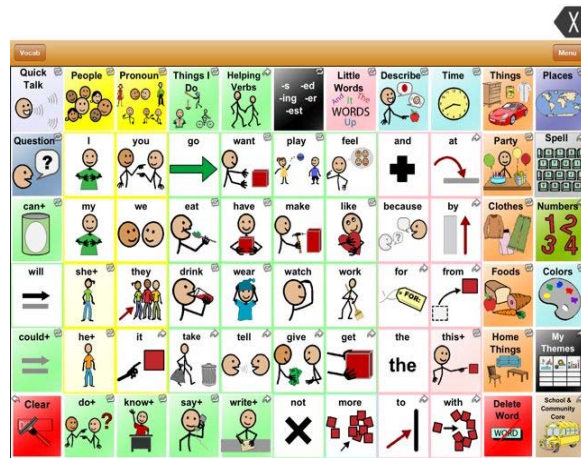 X
Vocab Menu
Quick Talk People Pronoun Things I Do Helping Verbs -s -ed -ing -er -est Little Words And It The WORDS Up Describe Time Things Places
Question I you go want play feel and at Party Spell
can+ my we eat have make like because by Clothes Numbers 1 2 3 4
will she+ they drink wear watch work for FOR: from Foods Colors
could+ he+ it take tell give get the the this+ Home Things My Themes
Clear do+ know+ say+ write+ not more to with Delete Word WORD School & Community Core